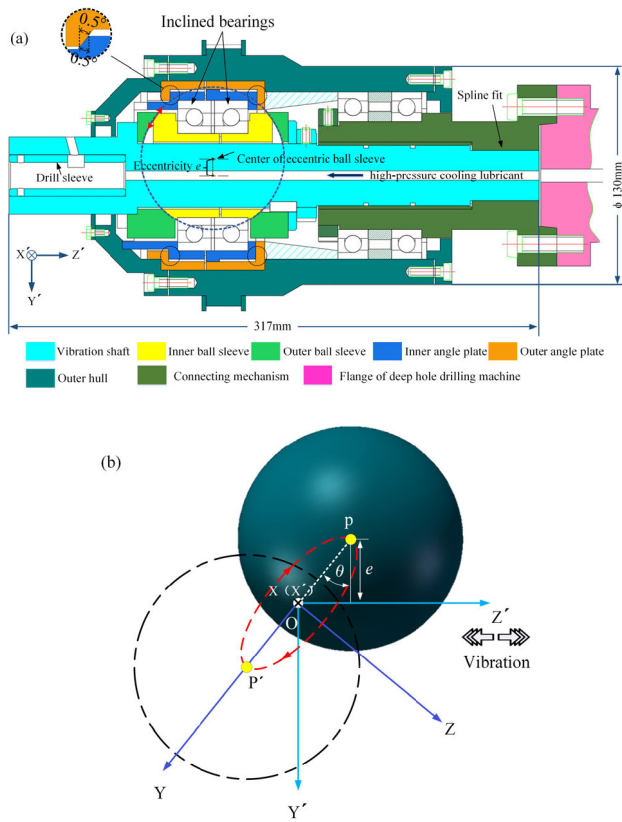 (a)
0.5°
0.5°
Inclined bearings
Spline fit
Eccentricity e
Center of eccentric ball sleeve
Drill sleeve
high-prcssure cooling lubricant
ϕ 130mm
X´ Z´
Y´
317mm
Vibration shaft Inner ball sleeve Outer ball sleeve Inner angle plate Outer angle plate
Outer hull Connecting mechanism Flange of deep hole drilling machine
(b)
p
θ e
X (X´)
O
Z´
Vibration
P´
Z
Y
Y´